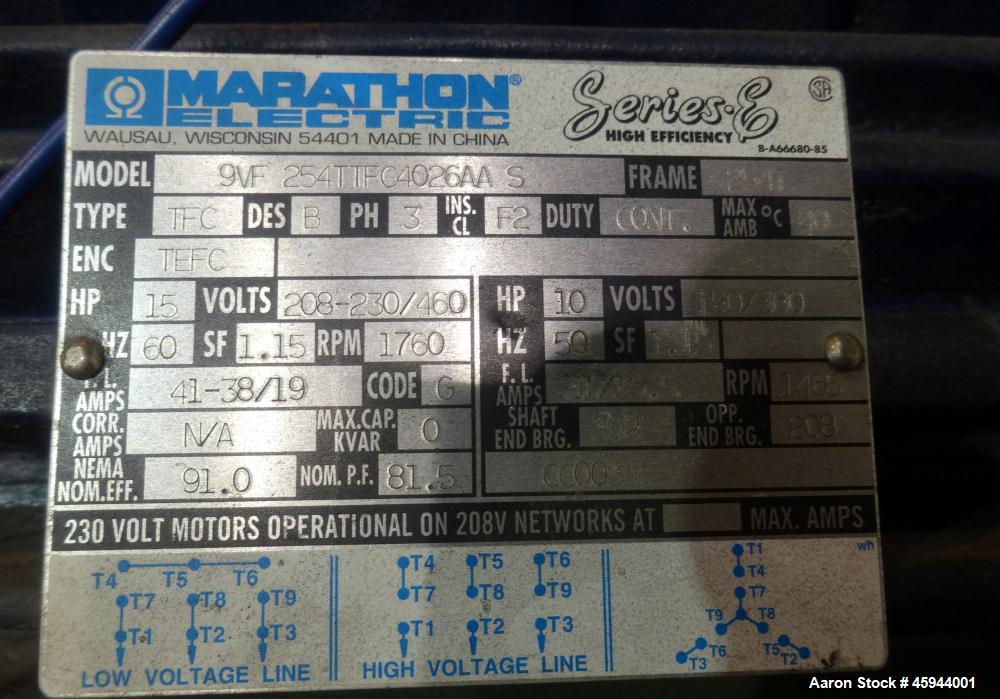 MARATHON®
ELECTRIC
WAUSAU, WISCONSIN 54401 MADE IN CHINA
Series-E
HIGH EFFICIENCY
SA
B-A66680-85
MODEL 9VF 254TTFC4026AA S FRAME
TYPE TFC DES B PH 3 INS. CL F2 DUTY CONT. MAX AMB °C
ENC TEFC
HP 15 VOLTS 208-230/460 HP 10 VOLTS 190/380
HZ 60 SF 1.15 RPM 1760 HZ 50 SF
F. L. AMPS 41-38/19 CODE G F. L. AMPS RPM 1465
CORR. AMPS N/A MAX.CAP. KVAR 0 SHAFT END BRG. OPP. END BRG. 208
NEMA NOM.EFF. 91.0 NOM. P.F. 81.5
230 VOLT MOTORS OPERATIONAL ON 208V NETWORKS AT MAX. AMPS
wh
T4 T5 T6
T7 T8 T9
T1 T2 T3
LOW VOLTAGE LINE
T4 T5 T6
T7 T8 T9
T1 T2 T3
HIGH VOLTAGE LINE
T1
T4
T7
T9 T8
T6 T5
T3 T2
Aaron Stock # 45944001